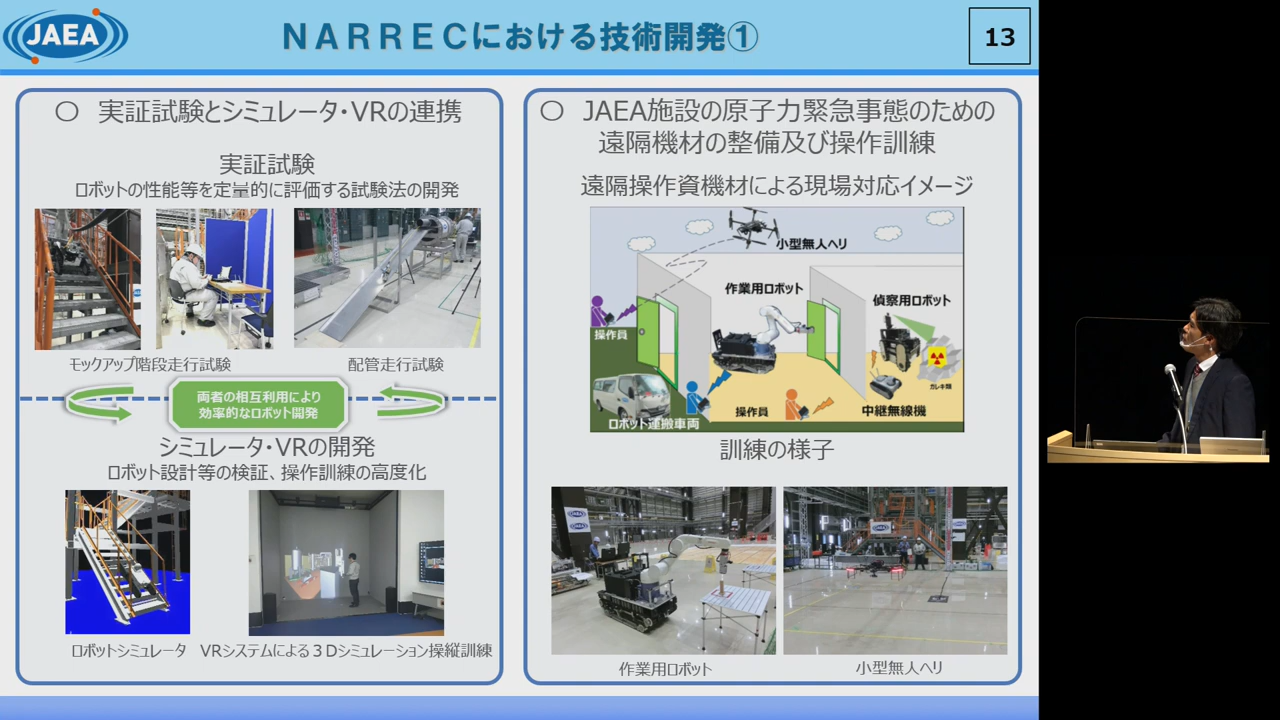 JAEA
NARRECにおける技術開発①
13
〇 実証試験とシミュレータ・VRの連携
実証試験
ロボットの性能等を定量的に評価する試験法の開発
モックアップ階段走行試験
配管走行試験
両者の相互利用により
効率的なロボット開発
シミュレータ・VRの開発
ロボット設計等の検証、操作訓練の高度化
ロボットシミュレータ
VRシステムによる３Dシミュレーション操縦訓練
〇 JAEA施設の原子力緊急事態のための
遠隔機材の整備及び操作訓練
遠隔操作資機材による現場対応イメージ
小型無人ヘリ
作業用ロボット
偵察用ロボット
操作員
ガレキ類
ロボット運搬車両
操作員
中継無線機
訓練の様子
JAEA
JAEA
JAEA
作業用ロボット
小型無人ヘリ